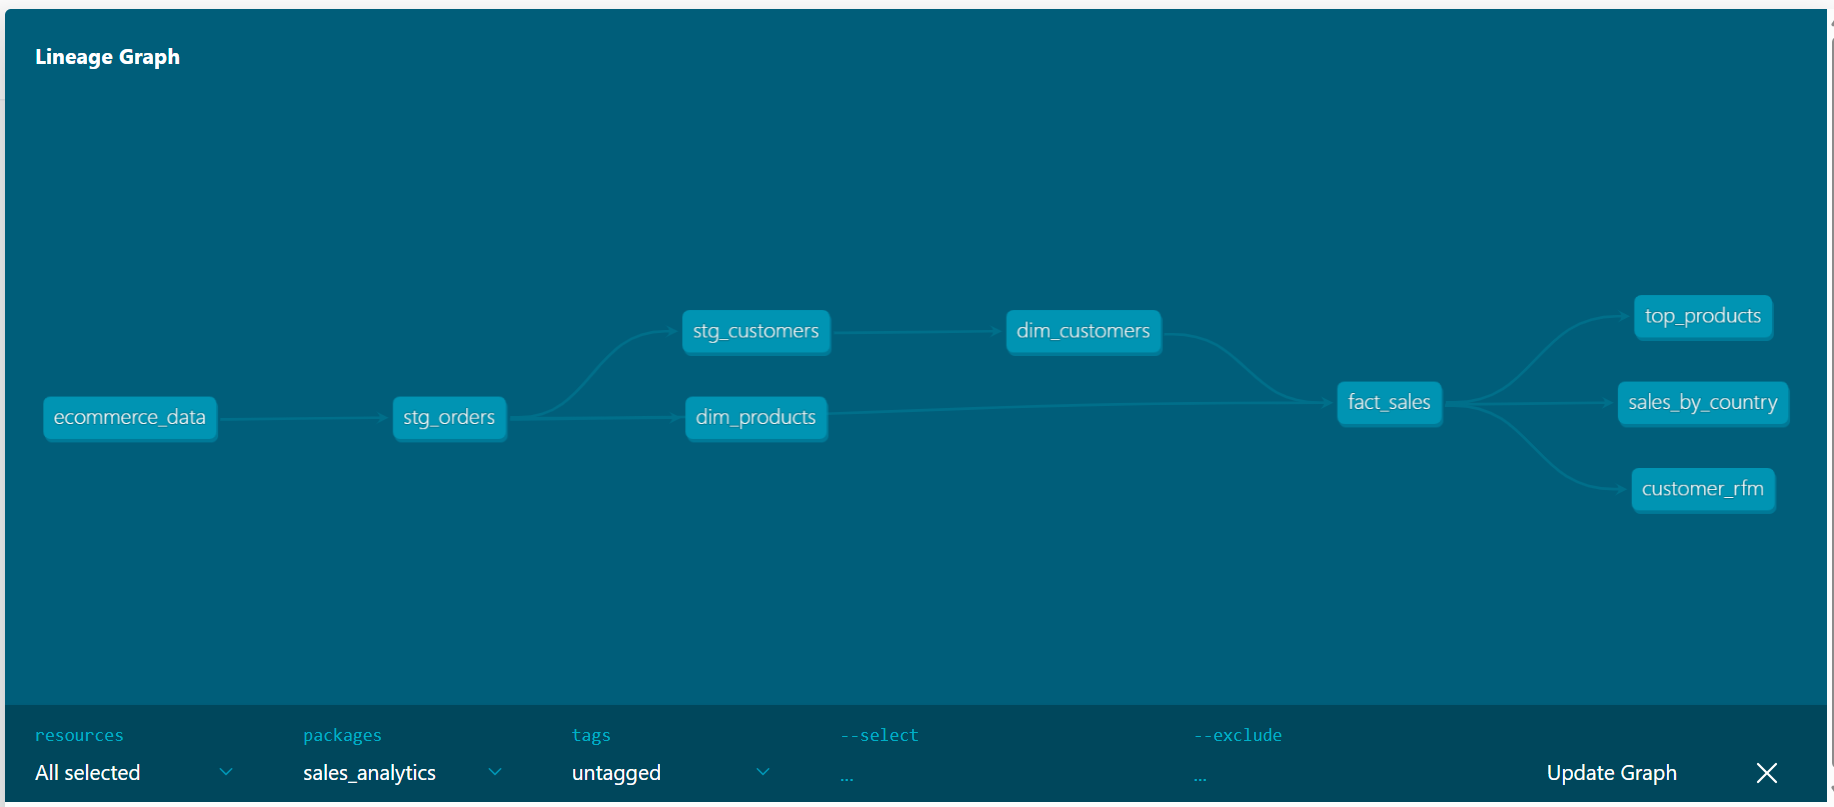 Lineage Graph
ecommerce_data
stg_orders
stg_customers
dim_products
dim_customers
fact_sales
top_products
sales_by_country
customer_rfm
resources
All selected
packages
sales_analytics
tags
untagged
--select
...
--exclude
...
Update Graph